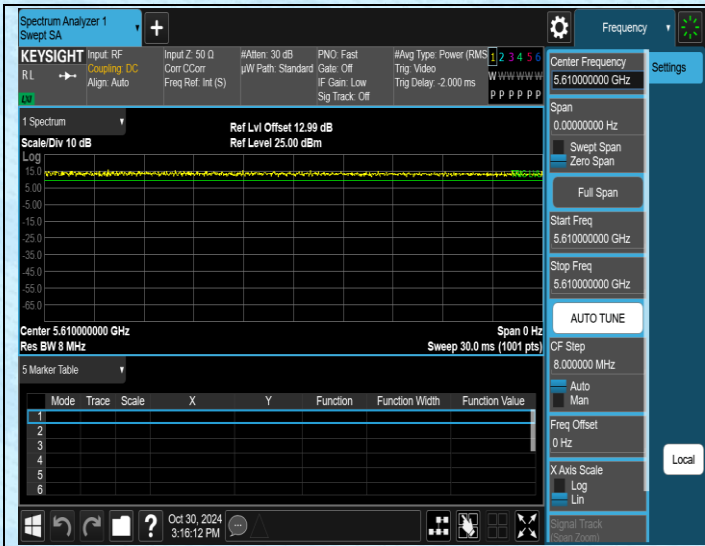 Spectrum Analyzer 1
Swept SA
Frequency
KEYSIGHT
RL
LXI
Input: RF
Coupling: DC
Align: Auto
Input Z: 50 Ω
Corr CCorr
Freq Ref: Int (S)
#Atten: 30 dB
µW Path: Standard
PNO: Fast
Gate: Off
IF Gain: Low
Sig Track: Off
#Avg Type: Power (RMS
Trig: Video
Trig Delay: -2.000 ms
1 2 3 4 5 6
W W W W W W
P P P P P P
1 Spectrum
Scale/Div 10 dB
Ref Lvl Offset 12.99 dB
Ref Level 25.00 dBm
Log
15.0
5.00
-5.00
-15.0
-25.0
-35.0
-45.0
-55.0
-65.0
Center 5.610000000 GHz
Res BW 8 MHz
Span 0 Hz
Sweep 30.0 ms (1001 pts)
5 Marker Table
Mode Trace Scale X Y Function Function Width Function Value
1
2
3
4
5
6
Oct 30, 2024
3:16:12 PM
Center Frequency
5.610000000 GHz
Span
0.00000000 Hz
Swept Span
Zero Span
Full Span
Start Freq
5.610000000 GHz
Stop Freq
5.610000000 GHz
AUTO TUNE
CF Step
8.000000 MHz
Auto
Man
Freq Offset
0 Hz
X Axis Scale
Log
Lin
Signal Track
(Span Zoom)
Settings
Local